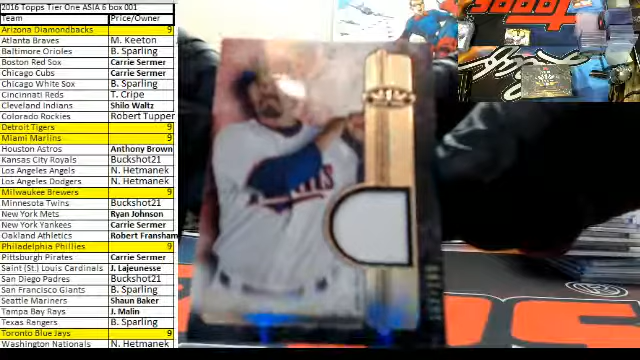 2016 Topps Tier One ASIA 6 box 001
Team Price/Owner
Arizona Diamondbacks 9
Atlanta Braves M. Keeton
Baltimore Orioles B. Sparling
Boston Red Sox Carrie Sermer
Chicago Cubs Carrie Sermer
Chicago White Sox B. Sparling
Cincinnati Reds T. Cripe
Cleveland Indians Shilo Waltz
Colorado Rockies Robert Tupper
Detroit Tigers 9
Miami Marlins 9
Houston Astros Anthony Brown
Kansas City Royals Buckshot21
Los Angeles Angels N. Hetmanek
Los Angeles Dodgers N. Hetmanek
Milwaukee Brewers 9
Minnesota Twins Buckshot21
New York Mets Ryan Johnson
New York Yankees Carrie Sermer
Oakland Athletics Robert Fransham
Philadelphia Phillies 9
Pittsburgh Pirates Carrie Sermer
Saint (St.) Louis Cardinals J. Lajeunesse
San Diego Padres Buckshot21
San Francisco Giants B. Sparling
Seattle Mariners Shaun Baker
Tampa Bay Rays J. Malin
Texas Rangers B. Sparling
Toronto Blue Jays 9
Washington Nationals N. Hetmanek